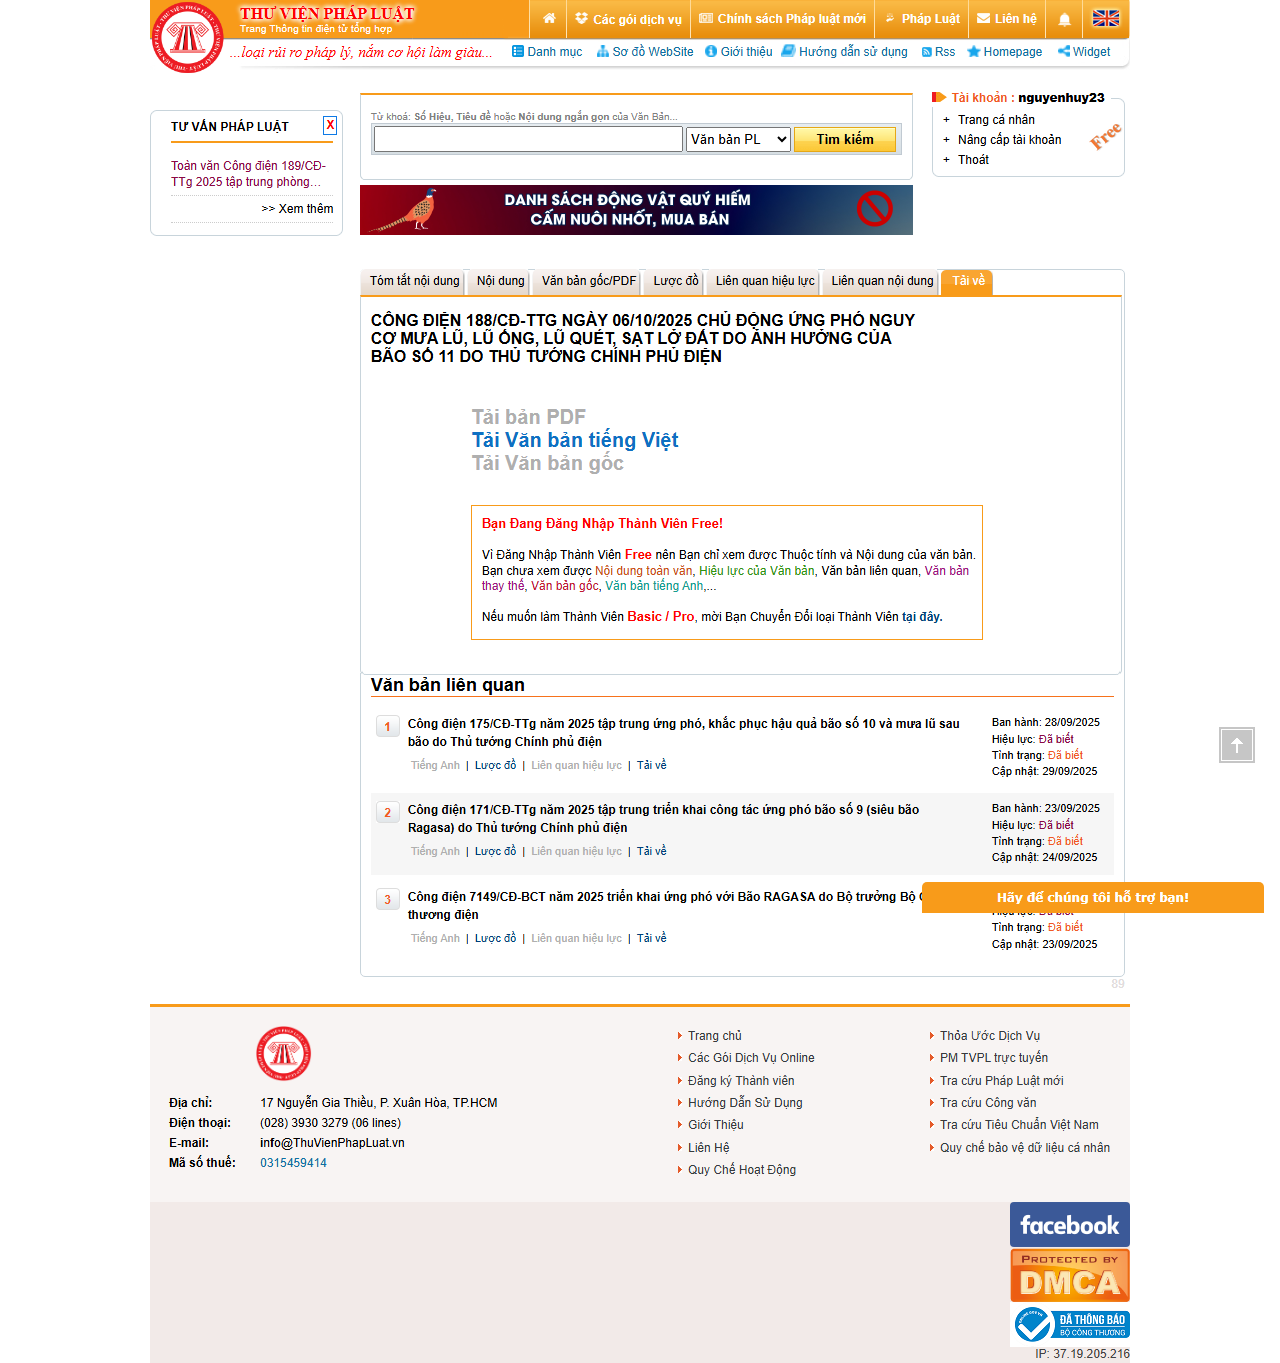 THƯ VIỆN PHÁP LUẬT
Trang Thông tin điện tử tổng hợp
Các gói dịch vụ
Chính sách Pháp luật mới
Pháp Luật
Liên hệ
...loại rủi ro pháp lý, nắm cơ hội làm giàu...
Danh mục
Sơ đồ WebSite
Giới thiệu
Hướng dẫn sử dụng
Rss
Homepage
Widget
TƯ VẤN PHÁP LUẬT
X
Toàn văn Công điện 189/CĐ-
TTg 2025 tập trung phòng…
>> Xem thêm
Từ khoá: Số Hiệu, Tiêu đề hoặc Nội dung ngắn gọn của Văn Bản...
Văn bản PL
Tìm kiếm
DANH SÁCH ĐỘNG VẬT QUÝ HIẾM
CẤM NUÔI NHỐT, MUA BÁN
Tài khoản : nguyenhuy23
+ Trang cá nhân
+ Nâng cấp tài khoản
+ Thoát
Free
Tóm tắt nội dung
Nội dung
Văn bản gốc/PDF
Lược đồ
Liên quan hiệu lực
Liên quan nội dung
Tải về
CÔNG ĐIỆN 188/CĐ-TTG NGÀY 06/10/2025 CHỦ ĐỘNG ỨNG PHÓ NGUY
CƠ MƯA LŨ, LŨ ỐNG, LŨ QUÉT, SẠT LỞ ĐẤT DO ẢNH HƯỞNG CỦA
BÃO SỐ 11 DO THỦ TƯỚNG CHÍNH PHỦ ĐIỆN
Tải bản PDF
Tải Văn bản tiếng Việt
Tải Văn bản gốc
Bạn Đang Đăng Nhập Thành Viên Free!
Vì Đăng Nhập Thành Viên Free nên Bạn chỉ xem được Thuộc tính và Nội dung của văn bản.
Bạn chưa xem được Nội dung toàn văn, Hiệu lực của Văn bản, Văn bản liên quan, Văn bản
thay thế, Văn bản gốc, Văn bản tiếng Anh,...
Nếu muốn làm Thành Viên Basic / Pro, mời Bạn Chuyển Đổi loại Thành Viên tại đây.
Văn bản liên quan
1
Công điện 175/CĐ-TTg năm 2025 tập trung ứng phó, khắc phục hậu quả bão số 10 và mưa lũ sau
bão do Thủ tướng Chính phủ điện
Tiếng Anh | Lược đồ | Liên quan hiệu lực | Tải về
Ban hành: 28/09/2025
Hiệu lực: Đã biết
Tình trạng: Đã biết
Cập nhật: 29/09/2025
2
Công điện 171/CĐ-TTg năm 2025 tập trung triển khai công tác ứng phó bão số 9 (siêu bão
Ragasa) do Thủ tướng Chính phủ điện
Tiếng Anh | Lược đồ | Liên quan hiệu lực | Tải về
Ban hành: 23/09/2025
Hiệu lực: Đã biết
Tình trạng: Đã biết
Cập nhật: 24/09/2025
3
Công điện 7149/CĐ-BCT năm 2025 triển khai ứng phó với Bão RAGASA do Bộ trưởng Bộ
thương điện
Tiếng Anh | Lược đồ | Liên quan hiệu lực | Tải về
Hãy để chúng tôi hỗ trợ bạn!
Hiệu lực: Đã biết
Tình trạng: Đã biết
Cập nhật: 23/09/2025
89
Địa chỉ: 17 Nguyễn Gia Thiều, P. Xuân Hòa, TP.HCM
Điện thoại: (028) 3930 3279 (06 lines)
E-mail: info@ThuVienPhapLuat.vn
Mã số thuế: 0315459414
Trang chủ
Các Gói Dịch Vụ Online
Đăng ký Thành viên
Hướng Dẫn Sử Dụng
Giới Thiệu
Liên Hệ
Quy Chế Hoạt Động
Thỏa Ước Dịch Vụ
PM TVPL trực tuyến
Tra cứu Pháp Luật mới
Tra cứu Công văn
Tra cứu Tiêu Chuẩn Việt Nam
Quy chế bảo vệ dữ liệu cá nhân
facebook
PROTECTED BY
DMCA
ĐÃ THÔNG BÁO
BỘ CÔNG THƯƠNG
IP: 37.19.205.216